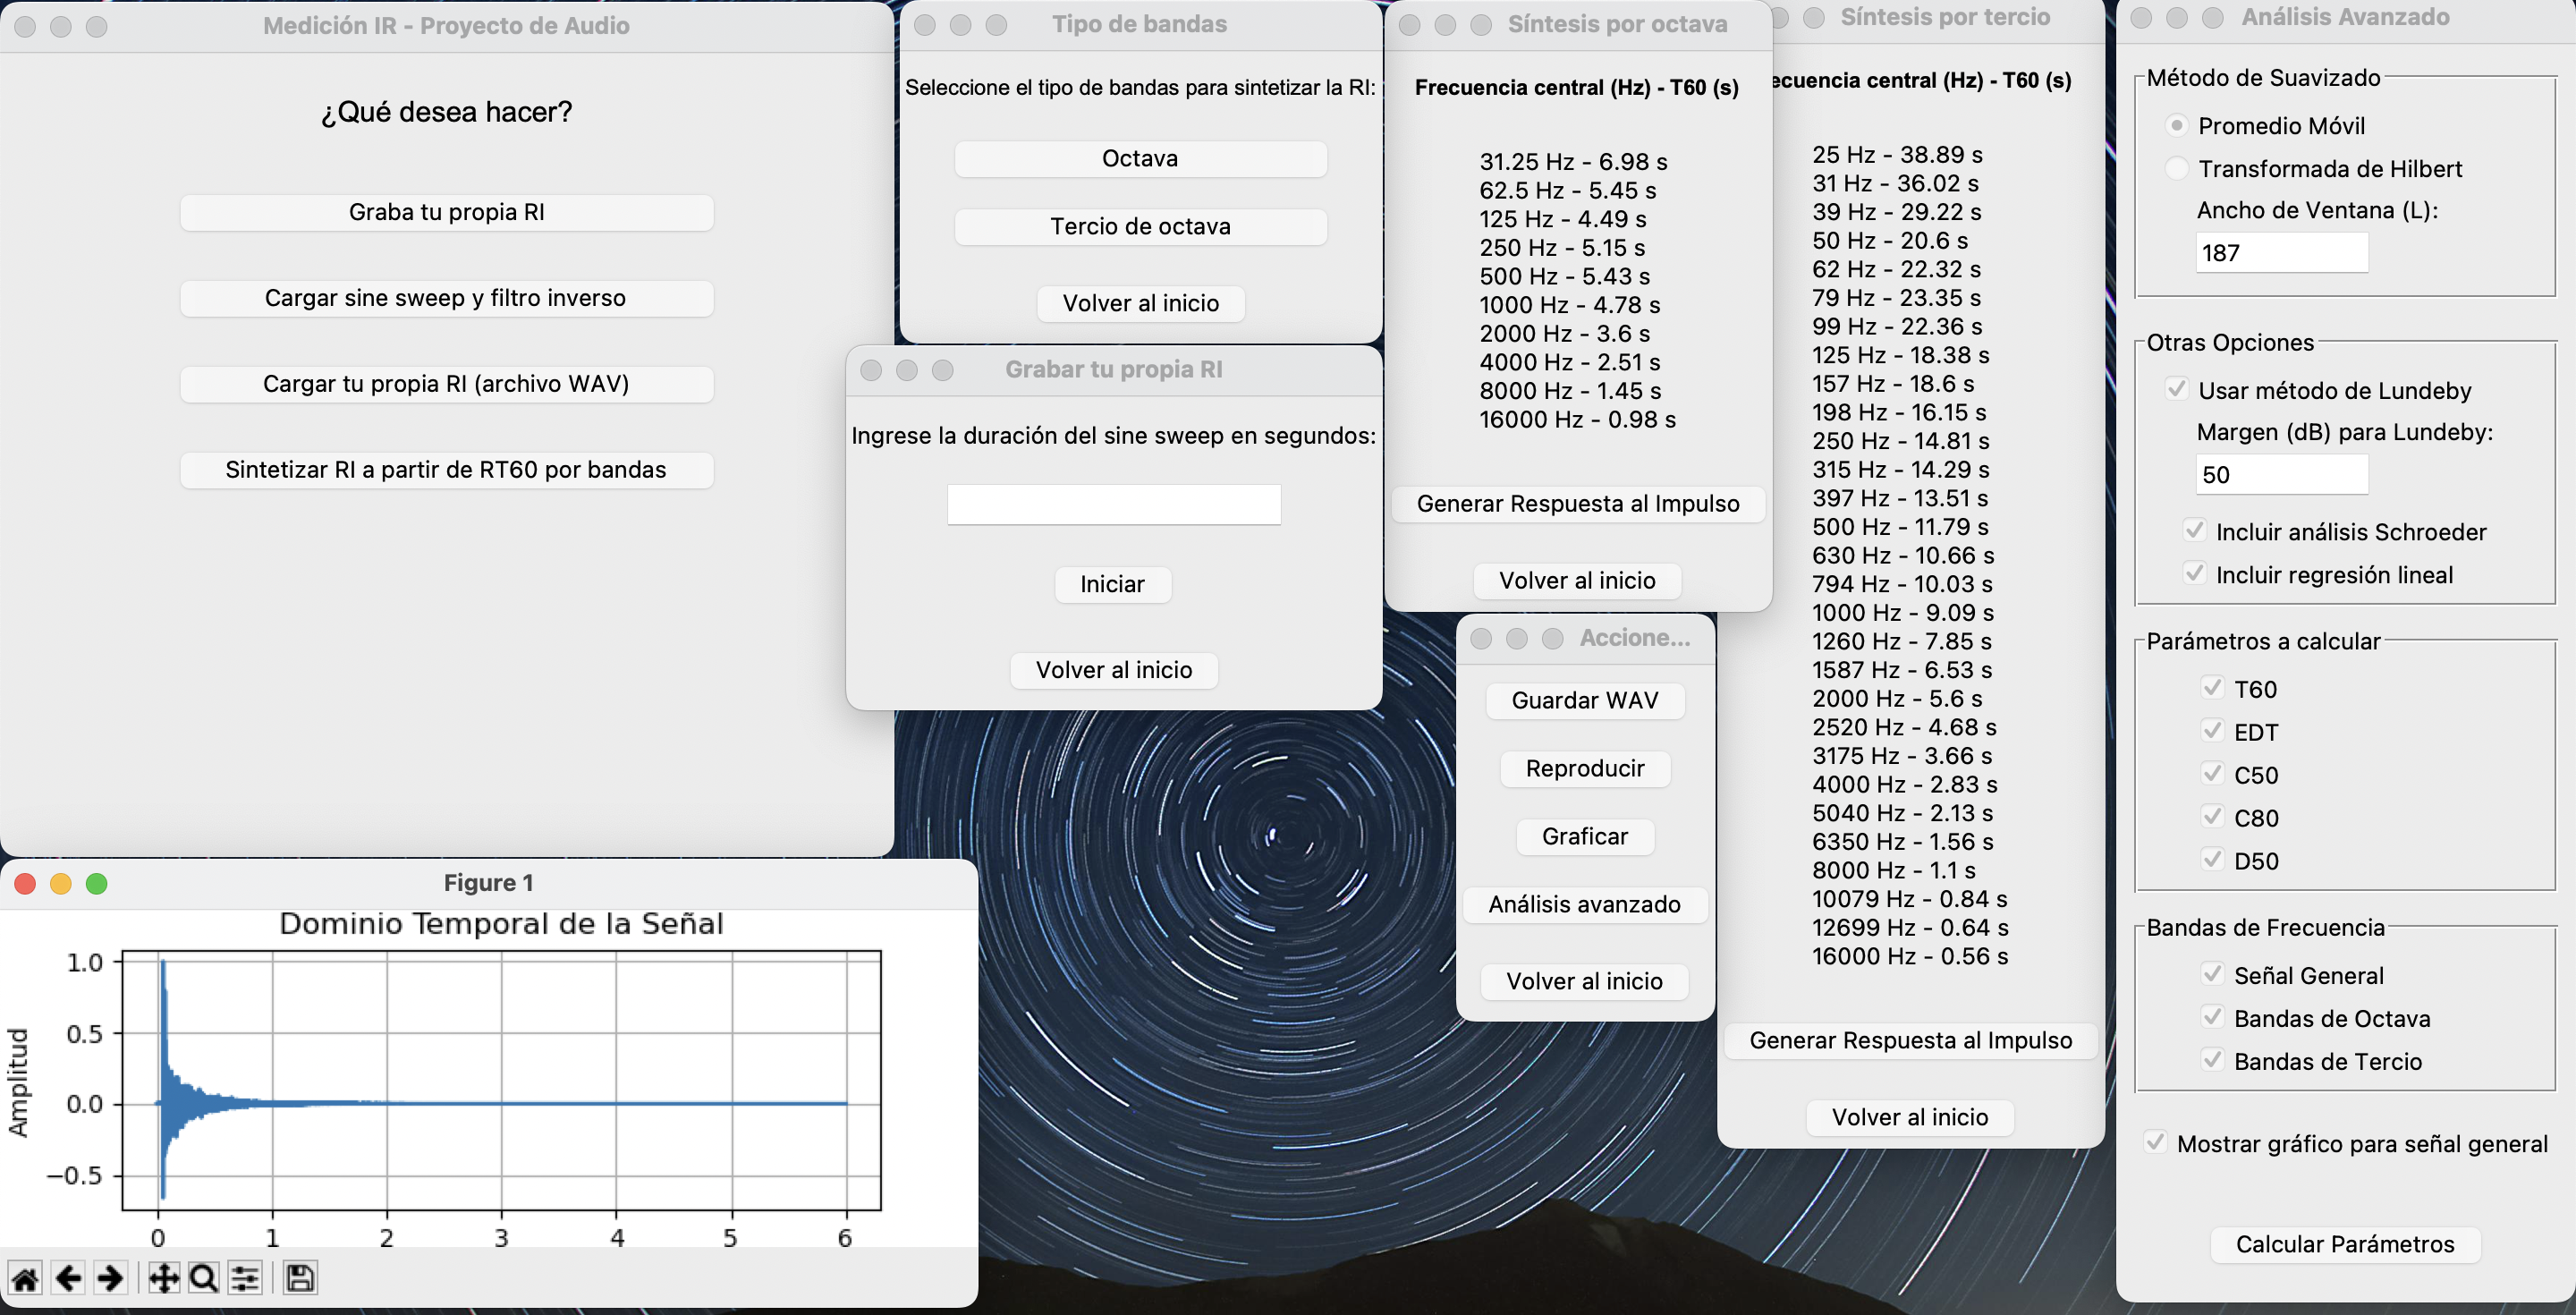 Medición IR - Proyecto de Audio
¿Qué desea hacer?
Graba tu propia RI
Cargar sine sweep y filtro inverso
Cargar tu propia RI (archivo WAV)
Sintetizar RI a partir de RT60 por bandas
Tipo de bandas
Seleccione el tipo de bandas para sintetizar la RI:
Octava
Tercio de octava
Volver al inicio
Grabar tu propia RI
Ingrese la duración del sine sweep en segundos:
Iniciar
Volver al inicio
Síntesis por octava
Frecuencia central (Hz) - T60 (s)
31.25 Hz - 6.98 s
62.5 Hz - 5.45 s
125 Hz - 4.49 s
250 Hz - 5.15 s
500 Hz - 5.43 s
1000 Hz - 4.78 s
2000 Hz - 3.6 s
4000 Hz - 2.51 s
8000 Hz - 1.45 s
16000 Hz - 0.98 s
Generar Respuesta al Impulso
Volver al inicio
Accione...
Guardar WAV
Reproducir
Graficar
Análisis avanzado
Volver al inicio
Síntesis por tercio
ecuencia central (Hz) - T60 (s)
25 Hz - 38.89 s
31 Hz - 36.02 s
39 Hz - 29.22 s
50 Hz - 20.6 s
62 Hz - 22.32 s
79 Hz - 23.35 s
99 Hz - 22.36 s
125 Hz - 18.38 s
157 Hz - 18.6 s
198 Hz - 16.15 s
250 Hz - 14.81 s
315 Hz - 14.29 s
397 Hz - 13.51 s
500 Hz - 11.79 s
630 Hz - 10.66 s
794 Hz - 10.03 s
1000 Hz - 9.09 s
1260 Hz - 7.85 s
1587 Hz - 6.53 s
2000 Hz - 5.6 s
2520 Hz - 4.68 s
3175 Hz - 3.66 s
4000 Hz - 2.83 s
5040 Hz - 2.13 s
6350 Hz - 1.56 s
8000 Hz - 1.1 s
10079 Hz - 0.84 s
12699 Hz - 0.64 s
16000 Hz - 0.56 s
Generar Respuesta al Impulso
Volver al inicio
Análisis Avanzado
Método de Suavizado
Promedio Móvil
Transformada de Hilbert
Ancho de Ventana (L):
187
Otras Opciones
Usar método de Lundeby
Margen (dB) para Lundeby:
50
Incluir análisis Schroeder
Incluir regresión lineal
Parámetros a calcular
T60
EDT
C50
C80
D50
Bandas de Frecuencia
Señal General
Bandas de Octava
Bandas de Tercio
Mostrar gráfico para señal general
Calcular Parámetros
Figure 1
Dominio Temporal de la Señal
Amplitud
1.0
0.5
0.0
−0.5
0 1 2 3 4 5 6